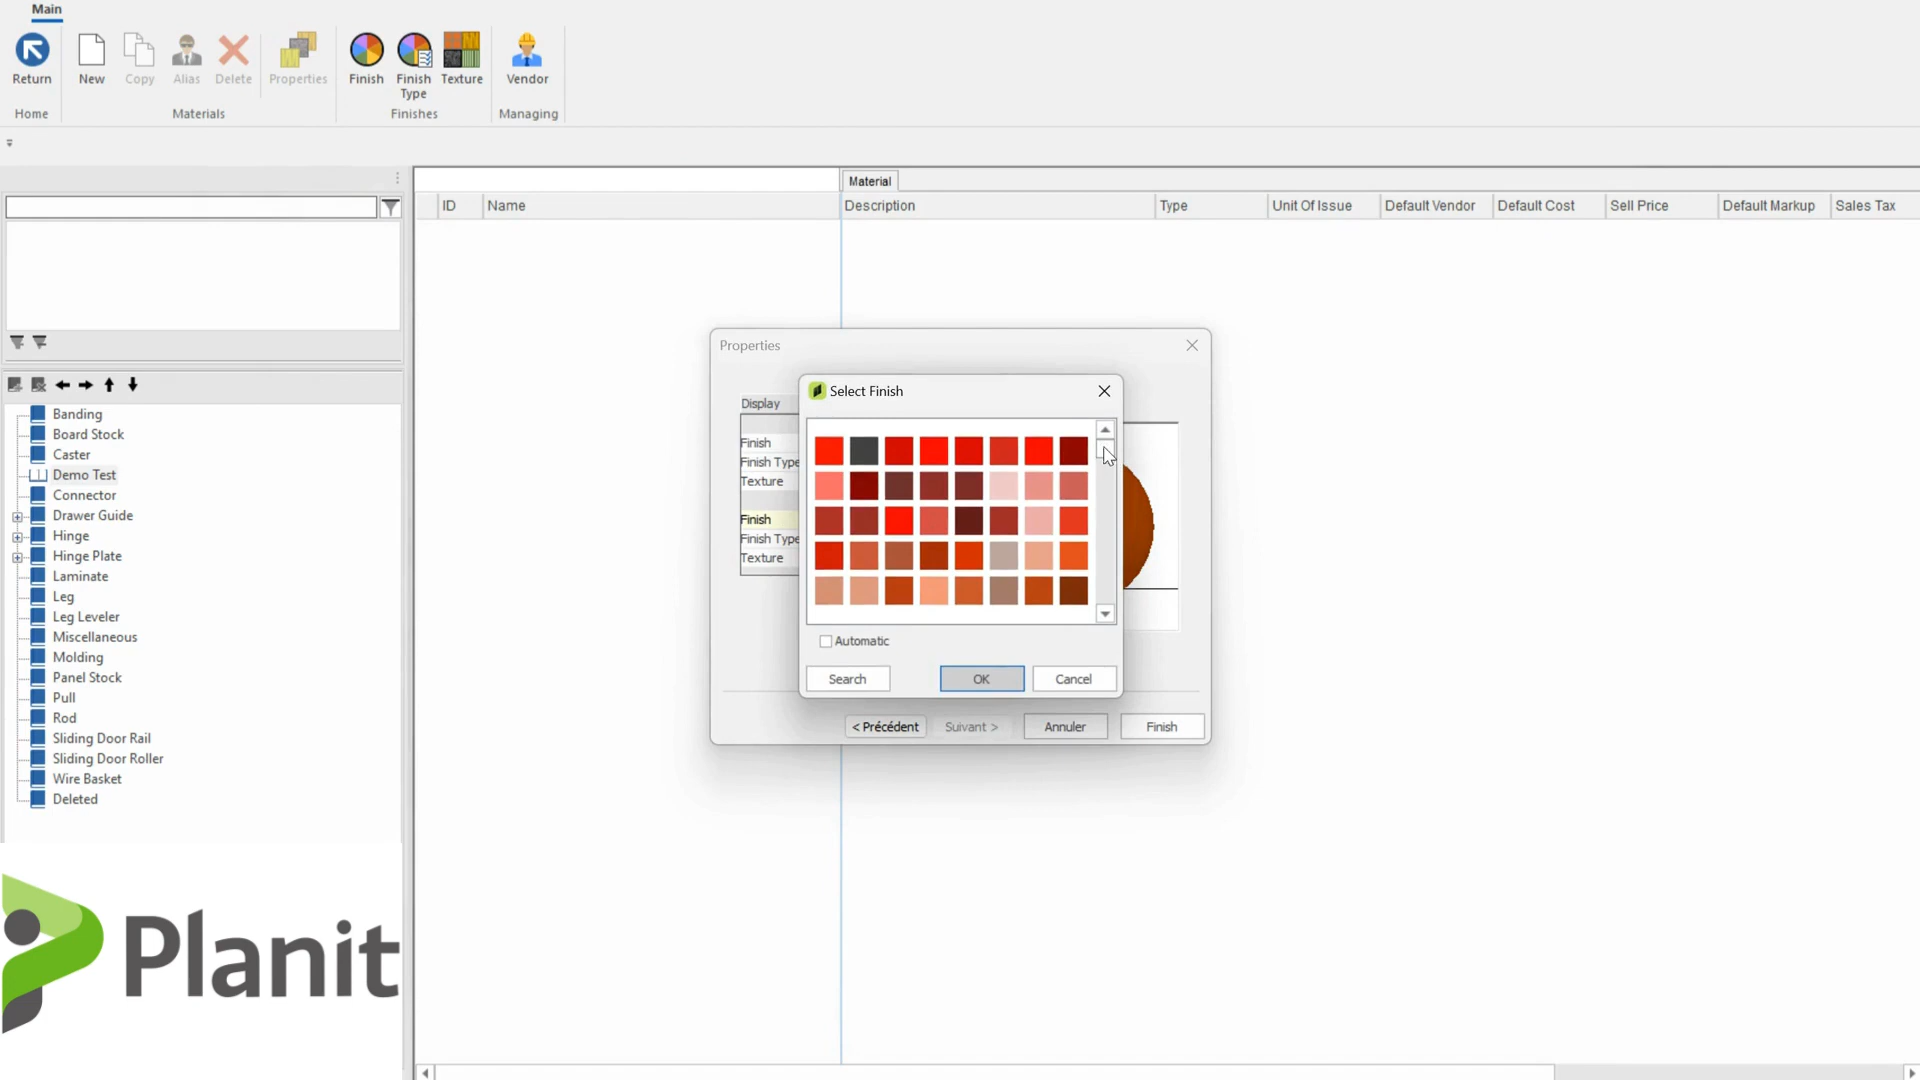 Main
Return
New
Copy
Alias
Delete
Properties
Finish
Finish
Type
Texture
Vendor
Home
Materials
Finishes
Managing
Material
ID
Name
Description
Type
Unit Of Issue
Default Vendor
Default Cost
Sell Price
Default Markup
Sales Tax
Banding
Board Stock
Caster
Demo Test
Connector
Drawer Guide
Hinge
Hinge Plate
Laminate
Leg
Leg Leveler
Miscellaneous
Molding
Panel Stock
Pull
Rod
Sliding Door Rail
Sliding Door Roller
Wire Basket
Deleted
Properties
Display
Finish
Finish Type
Texture
Finish
Finish Type
Texture
Select Finish
Automatic
Search
OK
Cancel
< Précédent
Suivant >
Annuler
Finish
Planit